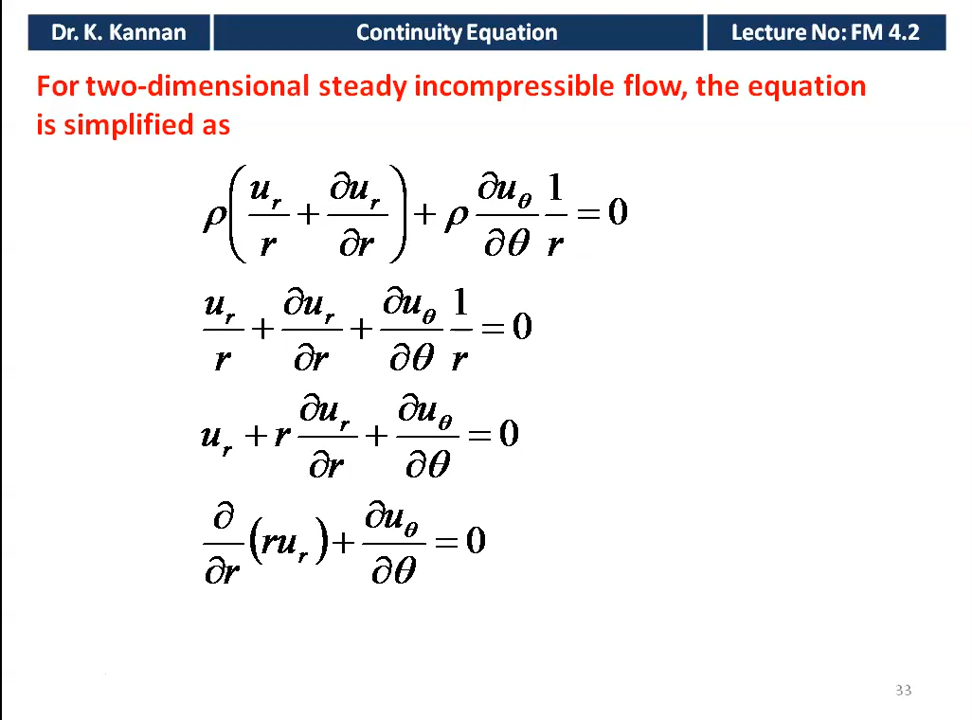 Dr. K. Kannan
Continuity Equation
Lecture No: FM 4.2
For two-dimensional steady incompressible flow, the equation
is simplified as
ρ(u_r/r + ∂u_r/∂r) + ρ ∂u_θ/∂θ 1/r = 0
u_r/r + ∂u_r/∂r + ∂u_θ/∂θ 1/r = 0
u_r + r ∂u_r/∂r + ∂u_θ/∂θ = 0
∂/∂r (ru_r) + ∂u_θ/∂θ = 0
33